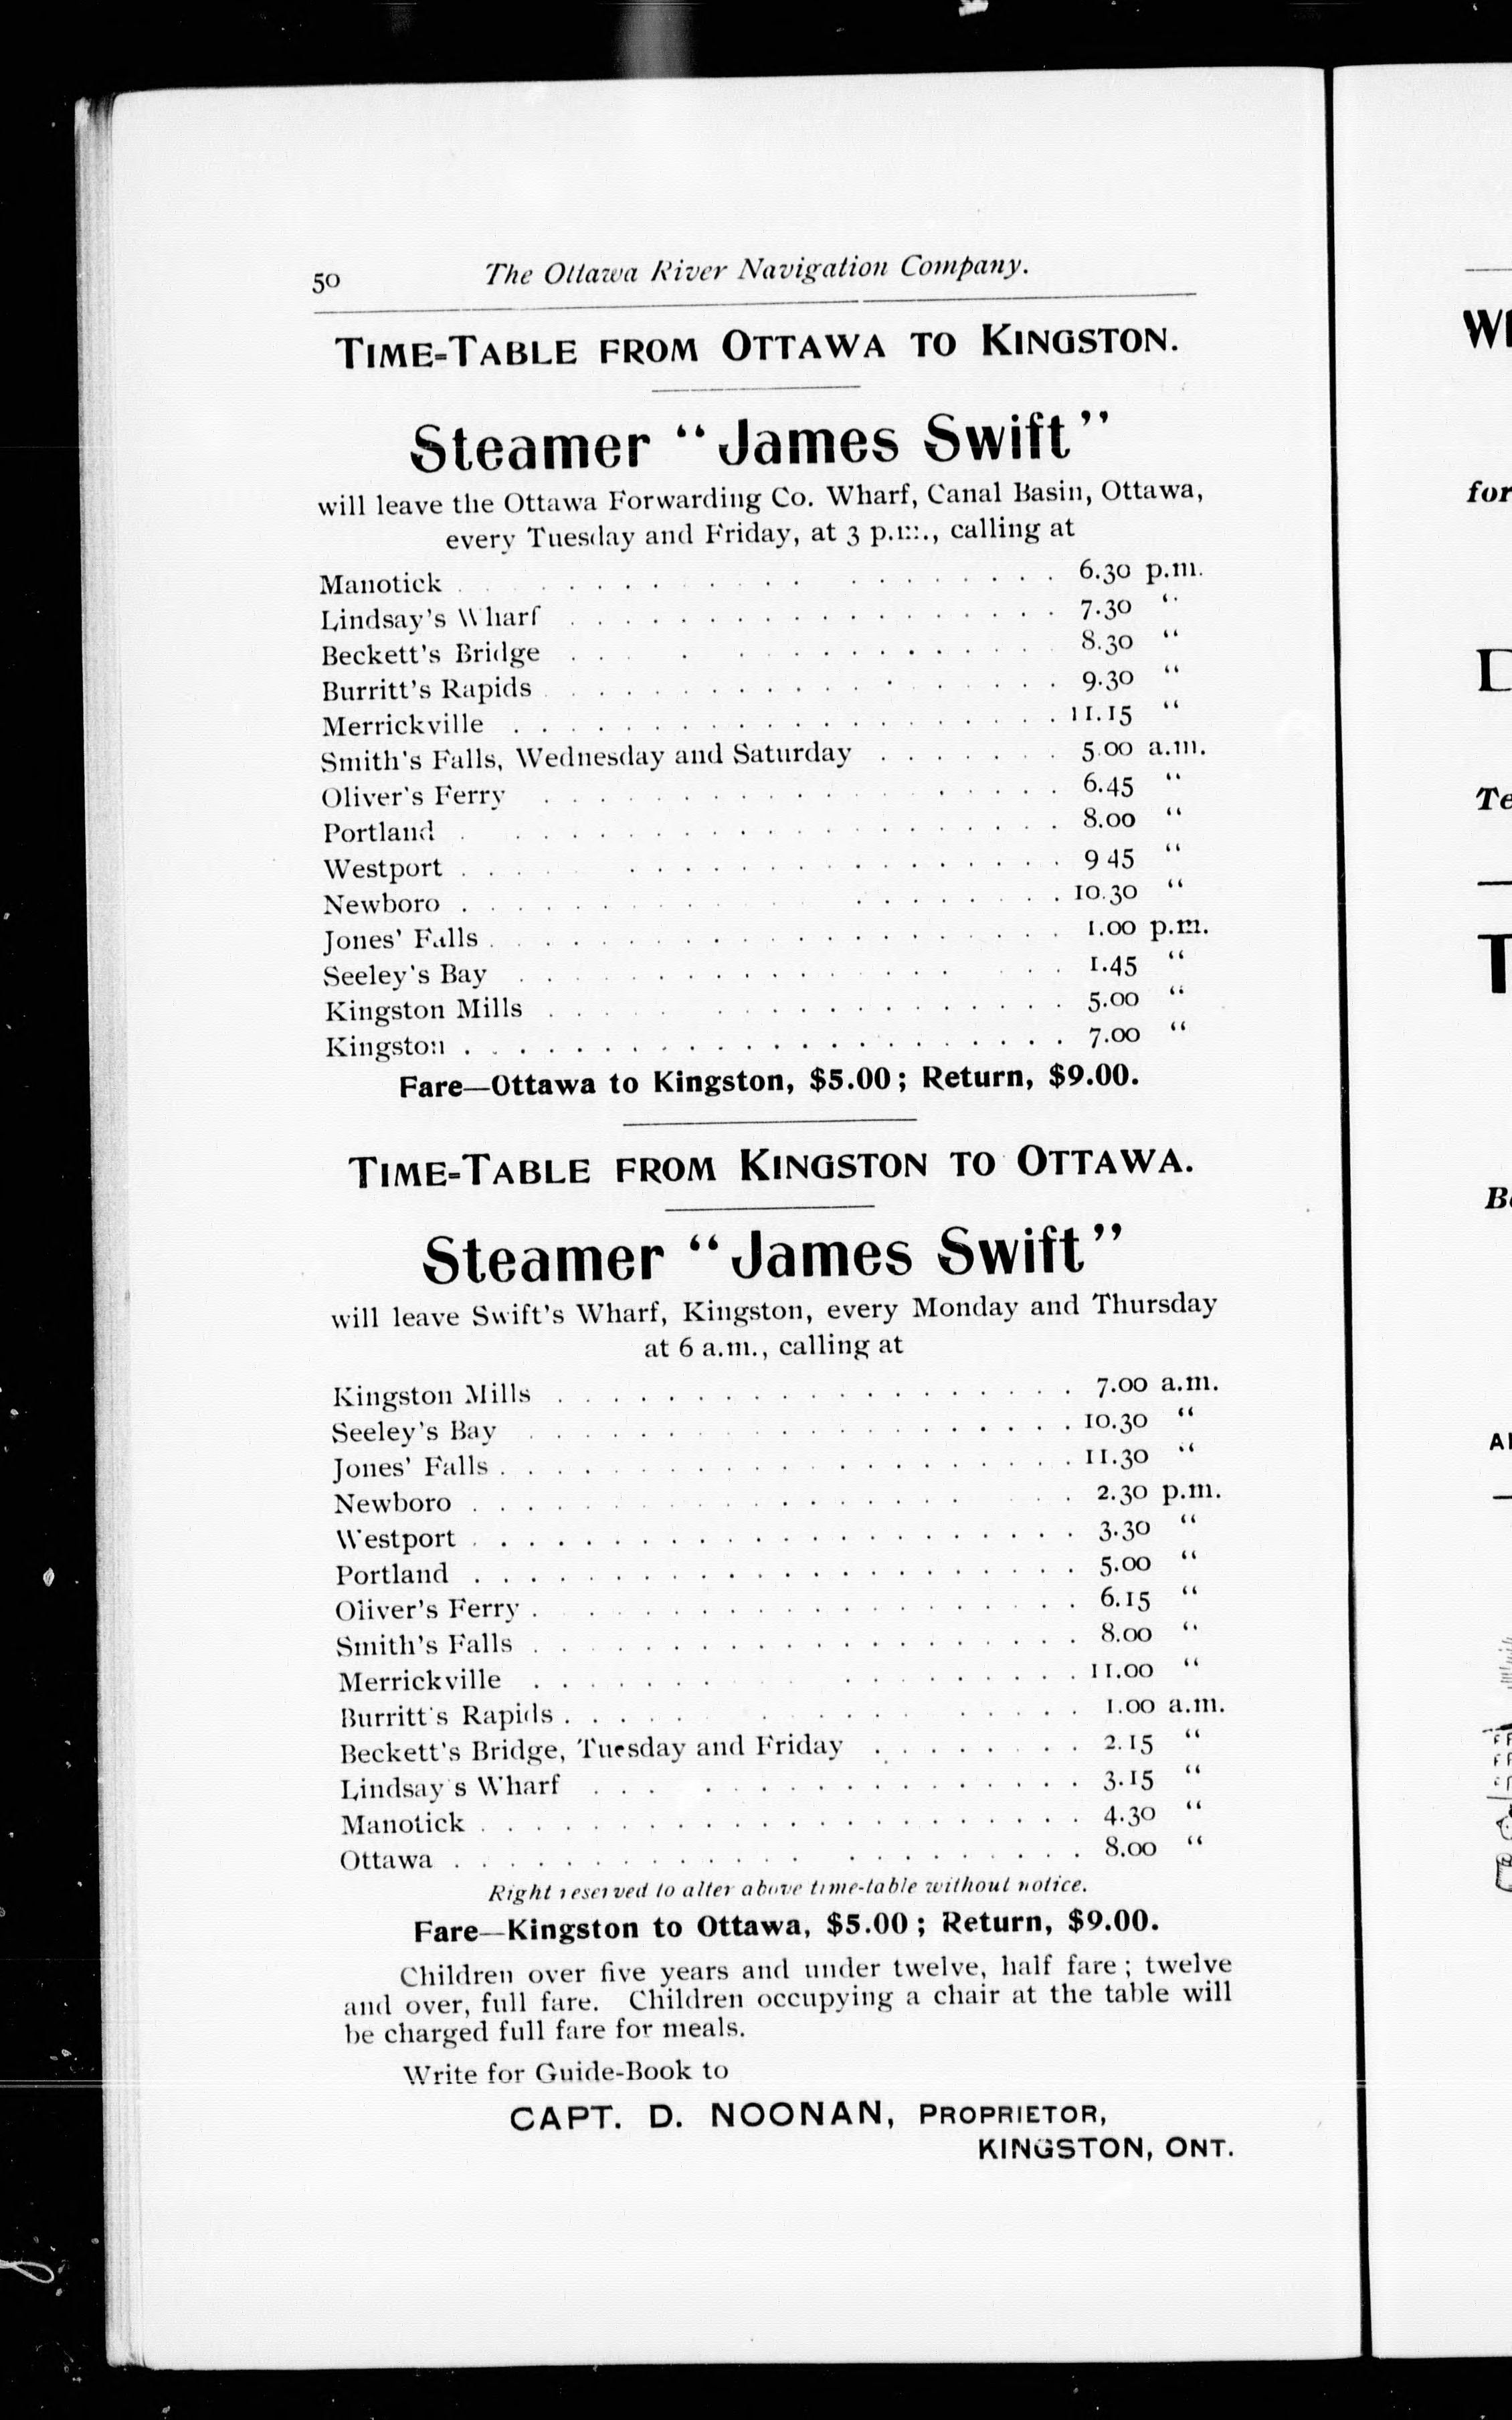 50 The Ottawa River Navigation Company.
TIME-TABLE FROM OTTAWA TO KINGSTON.
Steamer "James Swift"
will leave the Ottawa Forwarding Co. Wharf, Canal Basin, Ottawa,
every Tuesday and Friday, at 3 p.m., calling at
Manotick . . . . . . . . . . 6.30 p.m.
Lindsay's Wharf . . . . . . . . . . 7.30 "
Beckett's Bridge . . . . . . . . . . 8.30 "
Burritt's Rapids . . . . . . . . . . 9.30 "
Merrickville . . . . . . . . . . 11.15 "
Smith's Falls, Wednesday and Saturday . . . . . . . 5.00 a.m.
Oliver's Ferry . . . . . . . . . . 6.45 "
Portland . . . . . . . . . . 8.00 "
Westport . . . . . . . . . . 9 45 "
Newboro . . . . . . . . . . 10.30 "
Jones' Falls . . . . . . . . . . 1.00 p.m.
Seeley's Bay . . . . . . . . . . 1.45 "
Kingston Mills . . . . . . . . . . 5.00 "
Kingston . . . . . . . . . . 7.00 "
Fare—Ottawa to Kingston, $5.00; Return, $9.00.
TIME-TABLE FROM KINGSTON TO OTTAWA.
Steamer "James Swift"
will leave Swift's Wharf, Kingston, every Monday and Thursday
at 6 a.m., calling at
Kingston Mills . . . . . . . . . . 7.00 a.m.
Seeley's Bay . . . . . . . . . . 10.30 "
Jones' Falls . . . . . . . . . . 11.30 "
Newboro . . . . . . . . . . 2.30 p.m.
Westport . . . . . . . . . . 3.30 "
Portland . . . . . . . . . . 5.00 "
Oliver's Ferry . . . . . . . . . . 6.15 "
Smith's Falls . . . . . . . . . . 8.00 "
Merrickville . . . . . . . . . . 11.00 "
Burritt's Rapids . . . . . . . . . . 1.00 a.m.
Beckett's Bridge, Tuesday and Friday . . . . . . . . 2.15 "
Lindsay's Wharf . . . . . . . . . . 3.15 "
Manotick . . . . . . . . . . 4.30 "
Ottawa . . . . . . . . . . 8.00 "
Right reserved to alter above time-table without notice.
Fare—Kingston to Ottawa, $5.00; Return, $9.00.
Children over five years and under twelve, half fare; twelve
and over, full fare. Children occupying a chair at the table will
be charged full fare for meals.
Write for Guide-Book to
CAPT. D. NOONAN, PROPRIETOR,
KINGSTON, ONT.
for